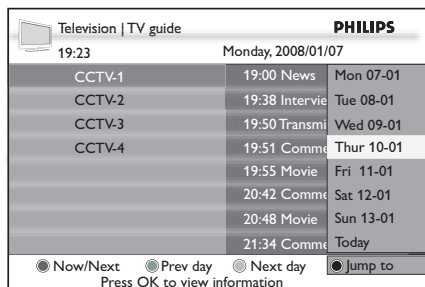 Television | TV guide PHILIPS
19:23 Monday, 2008/01/07
CCTV-1 19:00 News Mon 07-01
CCTV-2 19:38 Intervie Tue 08-01
CCTV-3 19:50 Transmi Wed 09-01
CCTV-4 19:51 Comme Thur 10-01
19:55 Movie Fri 11-01
20:42 Comme Sat 12-01
20:48 Movie Sun 13-01
21:34 Comme Today
Now/Next Prev day Next day Jump to
Press OK to view information